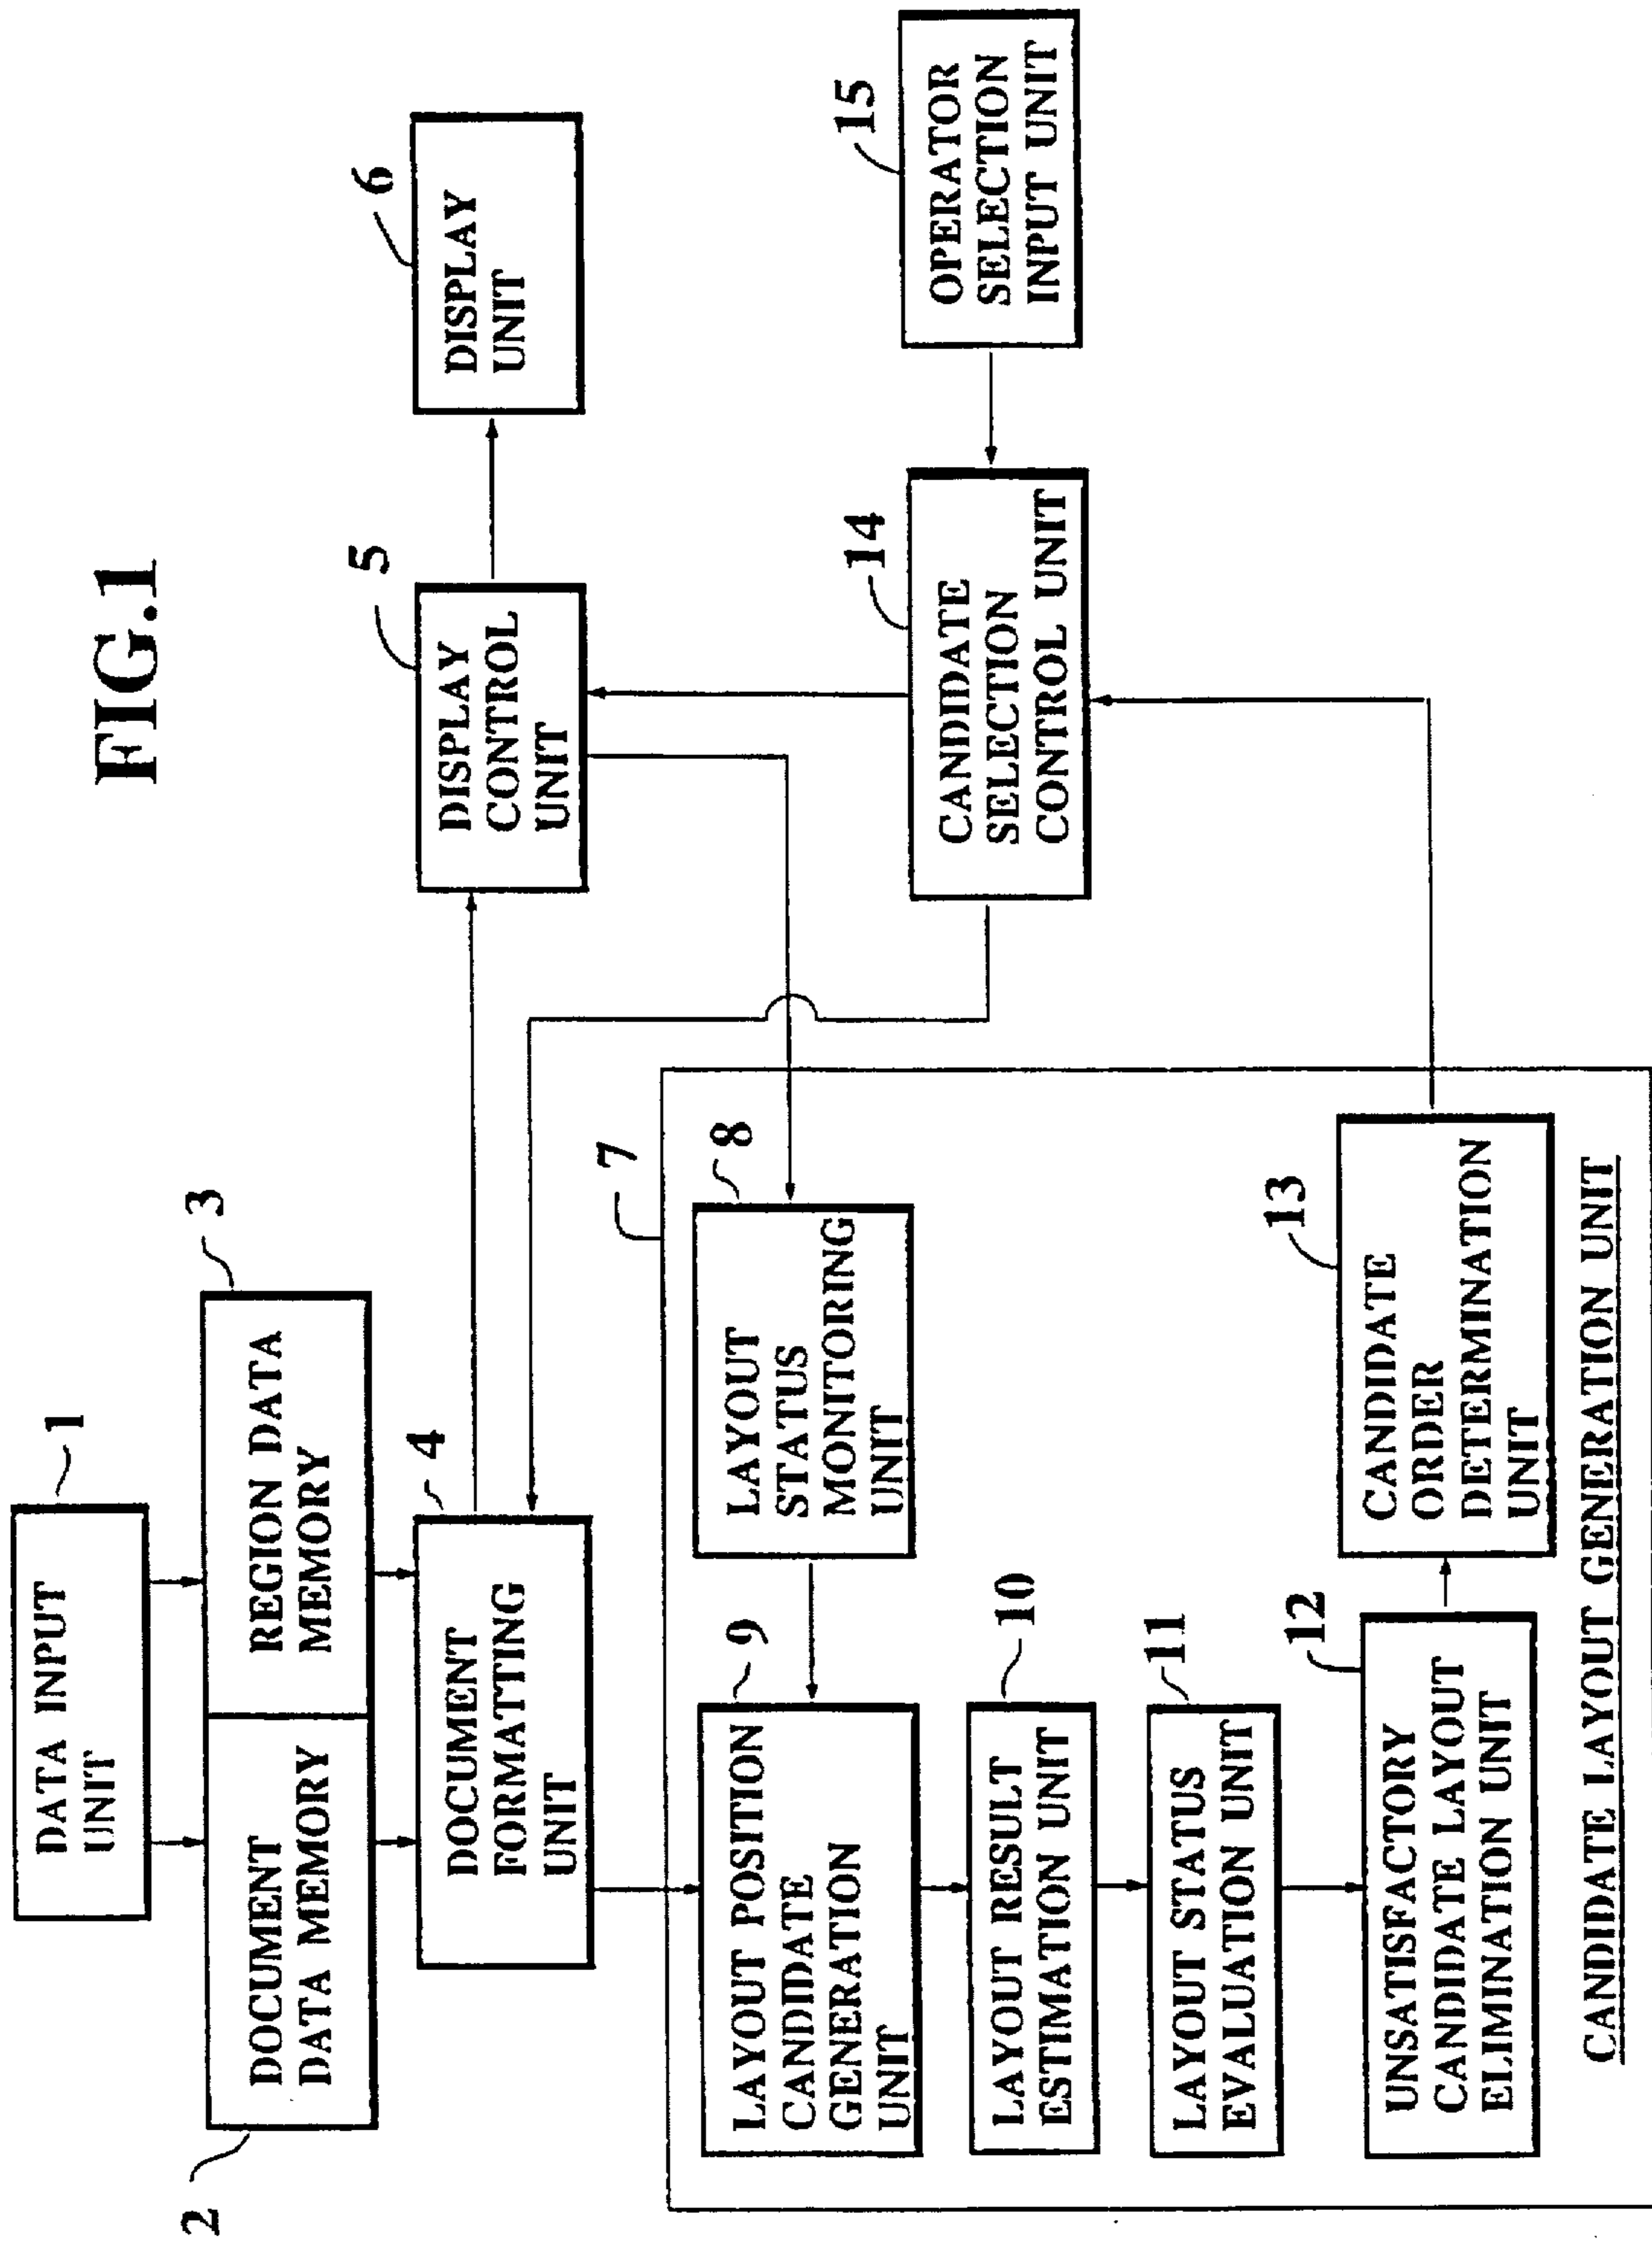 FIG.1
1
DATA INPUT
UNIT
2
DOCUMENT
DATA MEMORY
3
REGION DATA
MEMORY
4
DOCUMENT
FORMATTING
UNIT
5
DISPLAY
CONTROL
UNIT
6
DISPLAY
UNIT
7
8
LAYOUT
STATUS
MONITORING
UNIT
9
LAYOUT POSITION
CANDIDATE
GENERATION
UNIT
10
LAYOUT RESULT
ESTIMATION UNIT
11
LAYOUT STATUS
EVALUATION UNIT
12
UNSATISFACTORY
CANDIDATE LAYOUT
ELIMINATION UNIT
13
CANDIDATE
ORDER
DETERMINATION
UNIT
14
CANDIDATE
SELECTION
CONTROL UNIT
15
OPERATOR
SELECTION
INPUT UNIT
CANDIDATE LAYOUT GENERATION UNIT